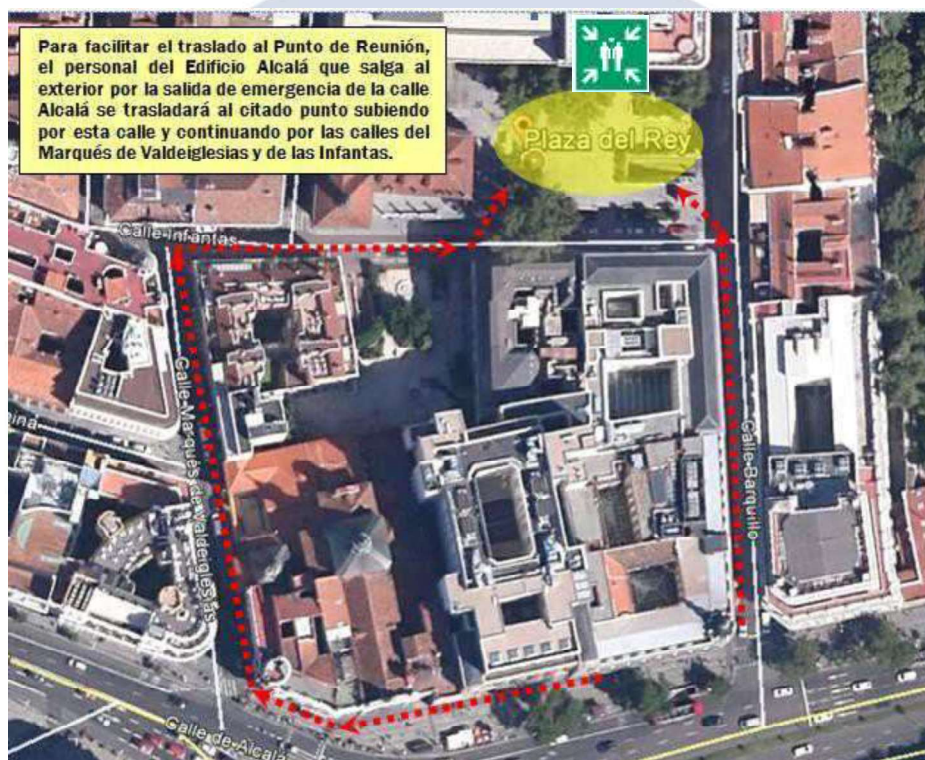 Para facilitar el traslado al Punto de Reunión,
el personal del Edificio Alcalá que salga al
exterior por la salida de emergencia de la calle
Alcalá se trasladará al citado punto subiendo
por esta calle y continuando por las calles del
Marqués de Valdeiglesias y de las Infantas.
Plaza del Rey
Calle Infantas
Calle Marqués de Valdeiglesias
Calle Barquillo
Calle de Alcalá